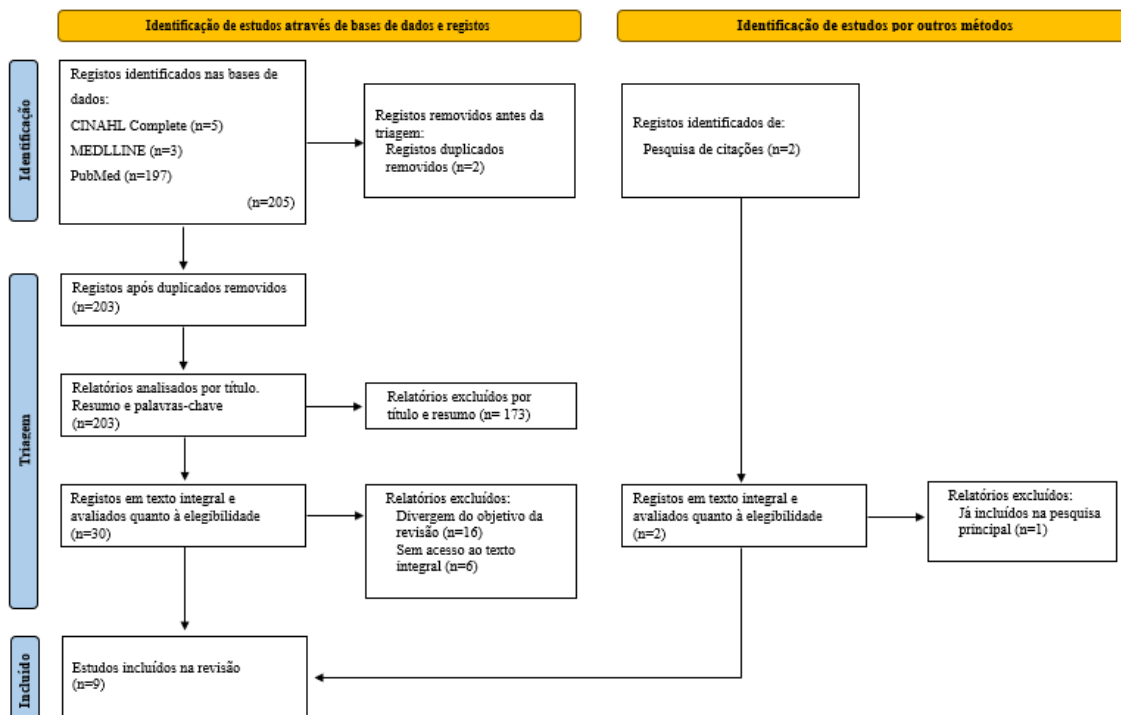 Identificação de estudos através de bases de dados e registos
Identificação de estudos por outros métodos
Identificação
Registos identificados nas bases de
dados:
CINAHL Complete (n=5)
MEDLLINE (n=3)
PubMed (n=197)
(n=205)
Registos removidos antes da
triagem:
Registos duplicados
removidos (n=2)
Registos identificados de:
Pesquisa de citações (n=2)
Triagem
Registos após duplicados removidos
(n=203)
Relatórios analisados por título.
Resumo e palavras-chave
(n=203)
Relatórios excluídos por
título e resumo (n= 173)
Registos em texto integral e
avaliados quanto à elegibilidade
(n=30)
Relatórios excluídos:
Divergem do objetivo da
revisão (n=16)
Sem acesso ao texto
integral (n=6)
Registos em texto integral e
avaliados quanto à elegibilidade
(n=2)
Relatórios excluídos:
Já incluídos na pesquisa
principal (n=1)
Incluído
Estudos incluídos na revisão
(n=9)